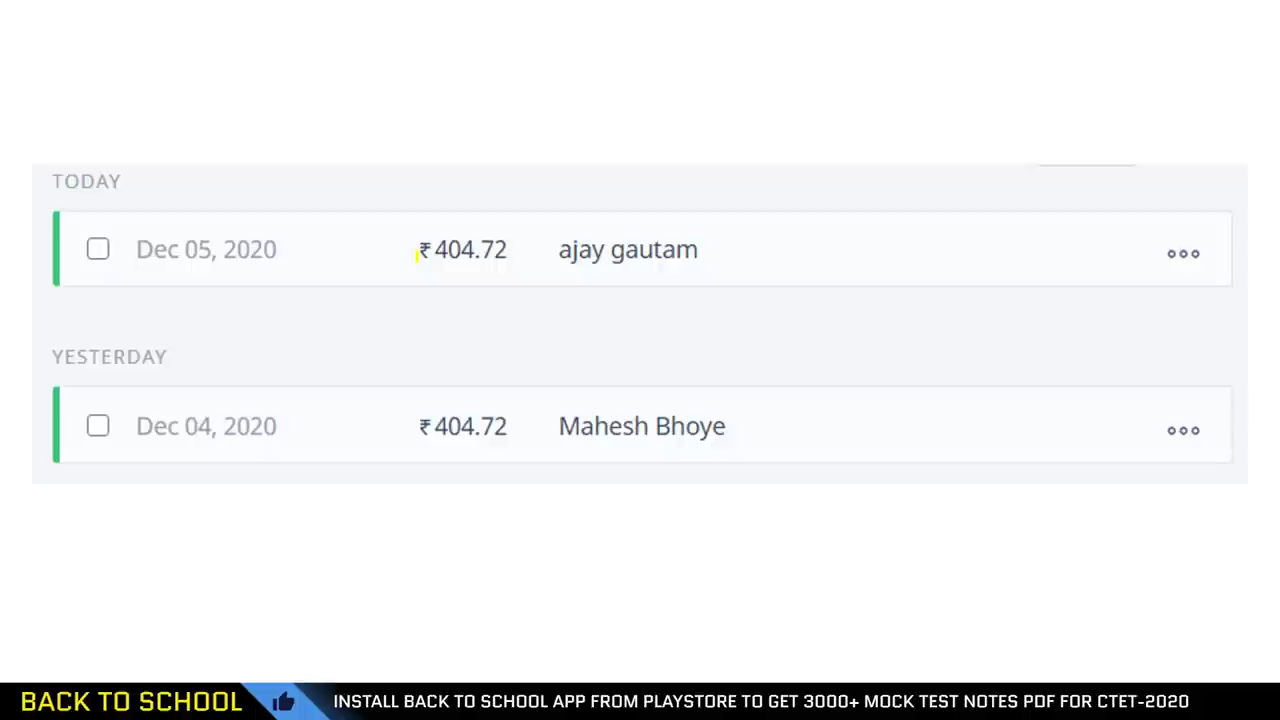 TODAY
Dec 05, 2020 ₹404.72 ajay gautam
YESTERDAY
Dec 04, 2020 ₹404.72 Mahesh Bhoye
BACK TO SCHOOL INSTALL BACK TO SCHOOL APP FROM PLAYSTORE TO GET 3000+ MOCK TEST NOTES PDF FOR CTET-2020